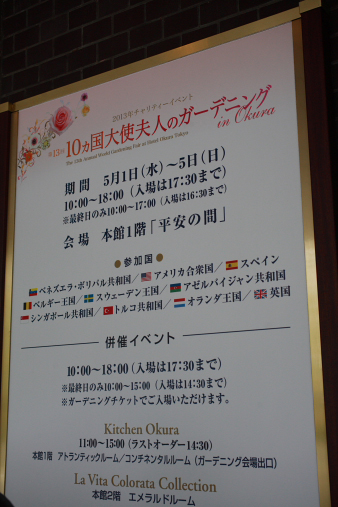 2013年チャリティーイベント
第13回 10ヵ国大使夫人のガーデニング
in Okura
The 13th Annual World Gardening Fair at Hotel Okura Tokyo
期間 5月1日(水)~5日(日)
10:00~18:00(入場は17:30まで)
※最終日のみ10:00~17:00(入場は16:30まで)
会場 本館1階「平安の間」
●参加国●
ベネズエラ・ボリバル共和国/アメリカ合衆国/スペイン
ベルギー王国/スウェーデン王国/アゼルバイジャン共和国
シンガポール共和国/トルコ共和国/オランダ王国/英国
併催イベント
10:00~18:00(入場は17:30まで)
※最終日のみ10:00~15:00(入場は14:30まで)
※ガーデニングチケットでご入場いただけます。
Kitchen Okura
11:00~15:00(ラストオーダー14:30)
本館1階 アトランティックルーム/コンチネンタルルーム(ガーデニング会場出口)
La Vita Colorata Collection
本館2階 エメラルドルーム